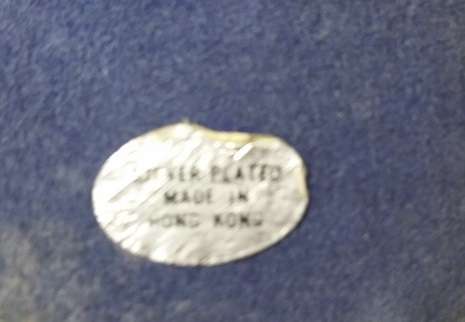 SILVER PLATED
MADE IN
HONG KONG